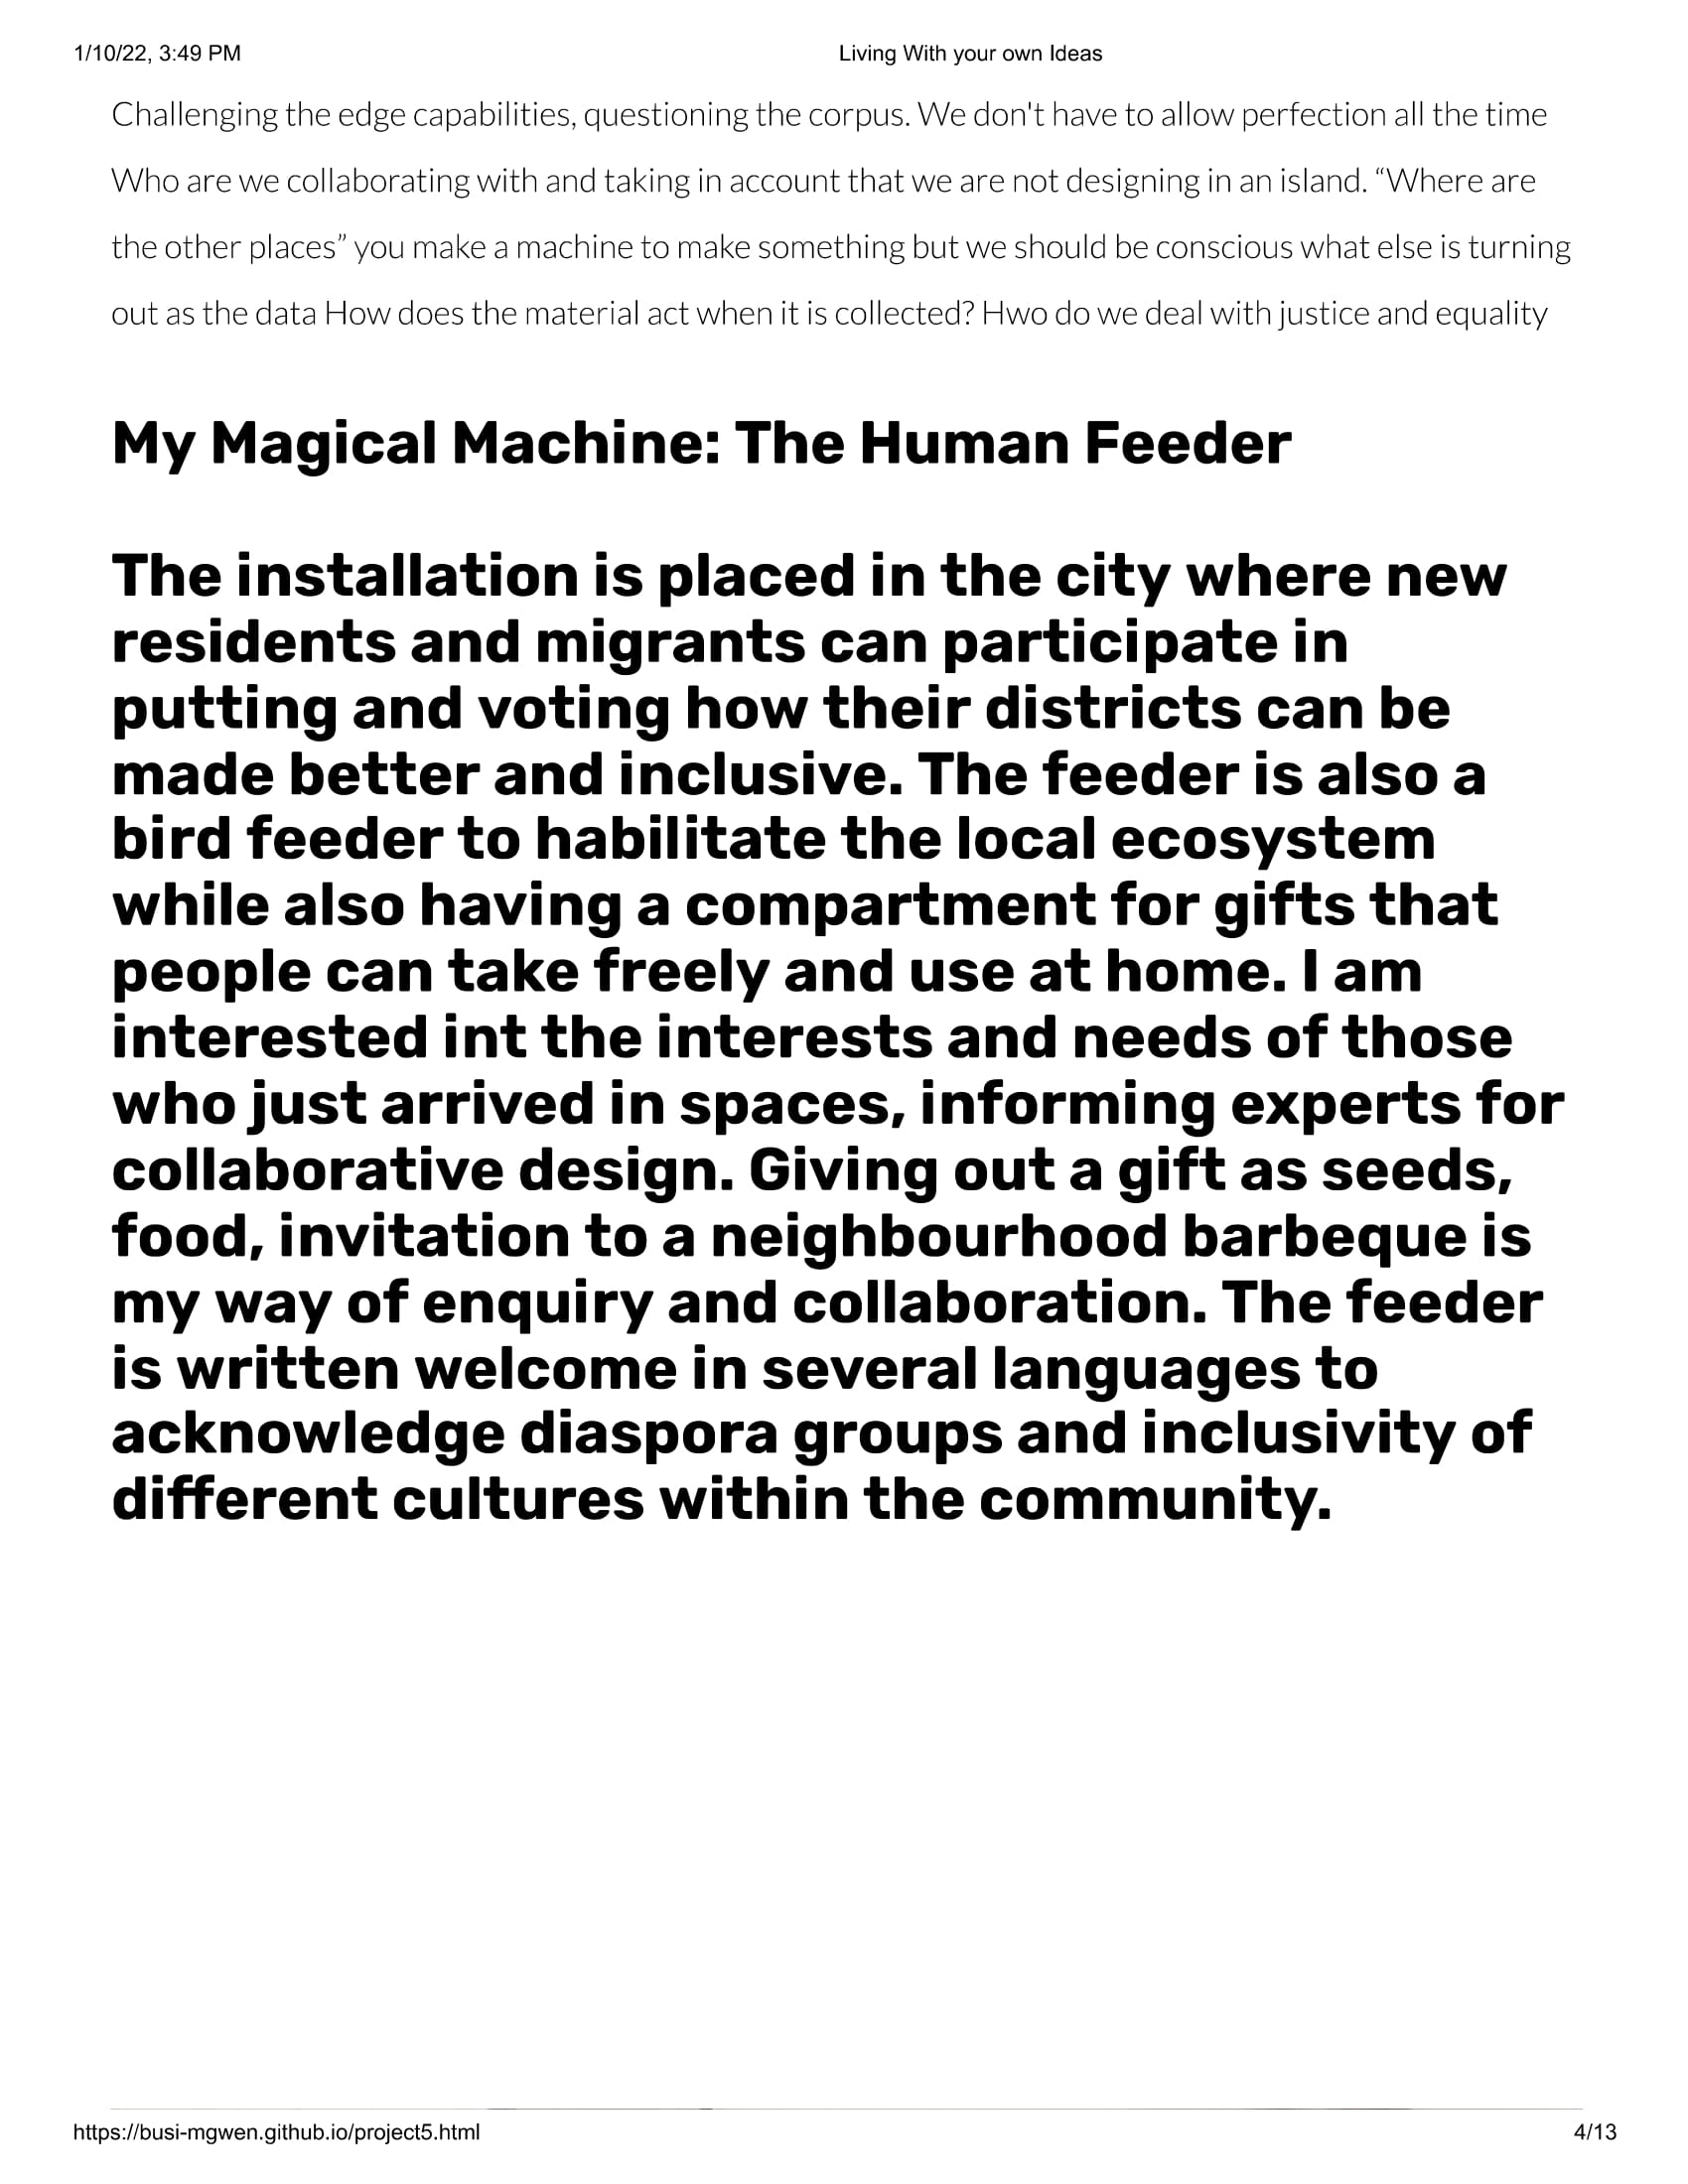 1/10/22, 3:49 PM
Living With your own Ideas
Challenging the edge capabilities, questioning the corpus. We don't have to allow perfection all the time
Who are we collaborating with and taking in account that we are not designing in an island. “Where are
the other places” you make a machine to make something but we should be conscious what else is turning
out as the data How does the material act when it is collected? Hwo do we deal with justice and equality
My Magical Machine: The Human Feeder
The installation is placed in the city where new
residents and migrants can participate in
putting and voting how their districts can be
made better and inclusive. The feeder is also a
bird feeder to habilitate the local ecosystem
while also having a compartment for gifts that
people can take freely and use at home. I am
interested int the interests and needs of those
who just arrived in spaces, informing experts for
collaborative design. Giving out a gift as seeds,
food, invitation to a neighbourhood barbeque is
my way of enquiry and collaboration. The feeder
is written welcome in several languages to
acknowledge diaspora groups and inclusivity of
different cultures within the community.
https://busi-mgwen.github.io/project5.html
4/13